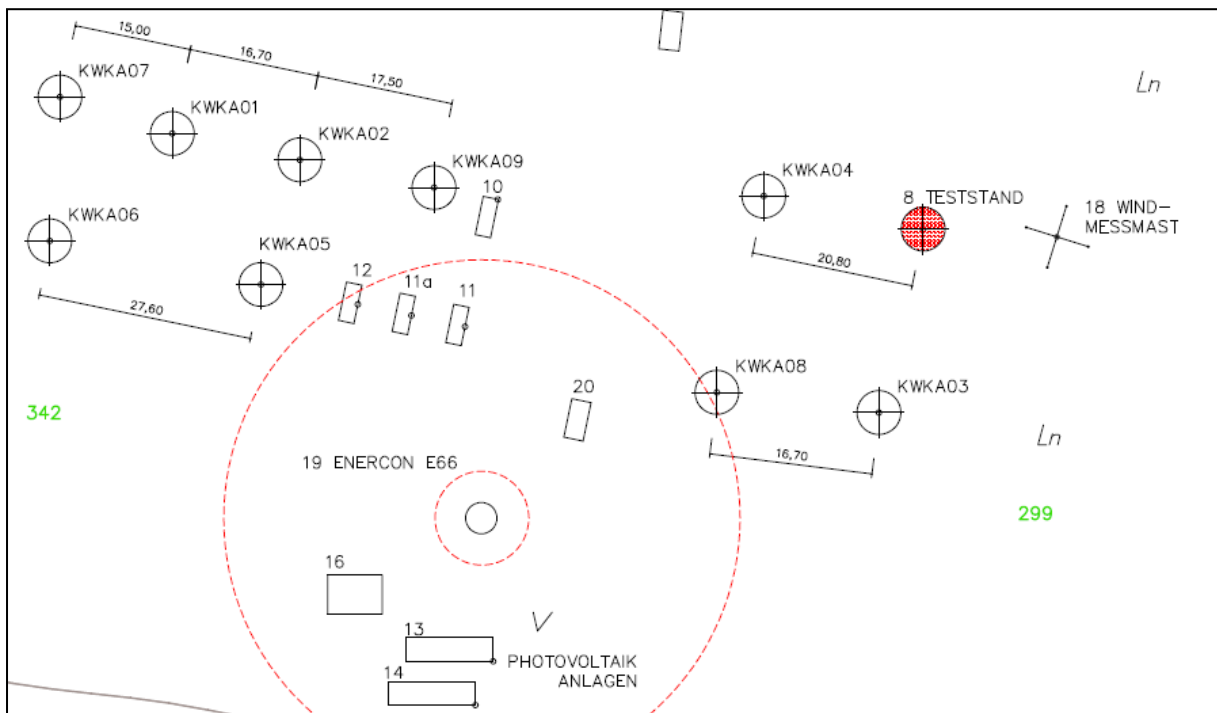 15,00
16,70
17,50
KWKA07
KWKA01
KWKA02
KWKA09
10
Ln
KWKA04
8 TESTSTAND
18 WIND-
MESSMAST
20,80
KWKA06
KWKA05
27,60
12
11a
11
KWKA08
KWKA03
16,70
20
342
Ln
299
19 ENERCON E66
16
V
13
PHOTOVOLTAIK
ANLAGEN
14